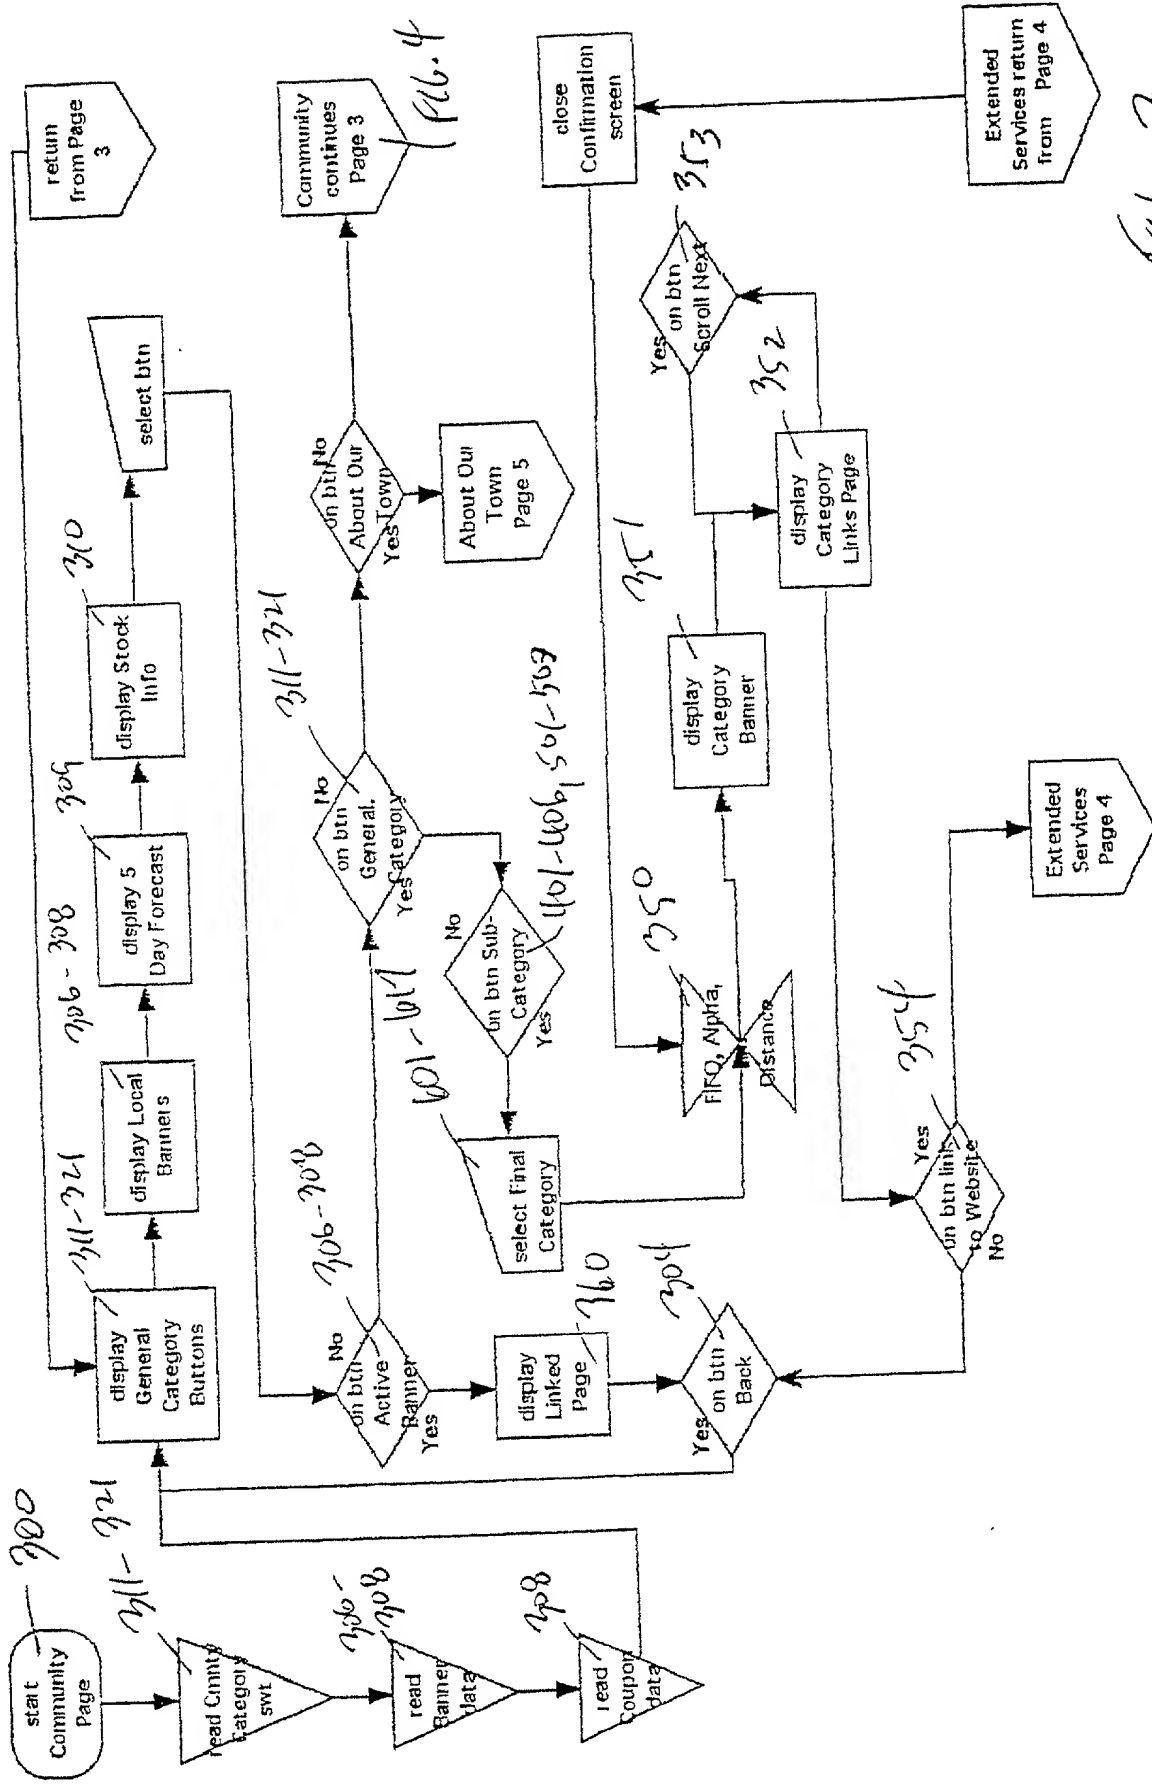 start
Community
Page
300
read Cmnty
Category
swt
311-321
read
Banner
data
306-
308
read
Coupon
data
308
display
General
Category
Buttons
311-321
display Local
Banners
306-308
display 5
Day Forecast
309
display Stock
Info
310
select btn
return
from Page
3
on btn
Active
Banner
No
Yes
306-308
on btn
General.
Category
No
Yes
311-321
on btn
About Our
Town
No
Yes
Community
continues
Page 3
FIG. 4
About Our
Town
Page 5
display
Linked
Page
360
on btn
Back
Yes
304
on btn Sub-
Category
No
Yes
401-406, 501-507
select Final
Category
601-617
FIFO, Alpha,
Distance
350
display
Category
Banner
351
display
Category
Links Page
352
on btn
Scroll Next
Yes
353
close
Confirmation
screen
Extended
Services return
from Page 4
on btn link
to Website
Yes
No
354
Extended
Services
Page 4